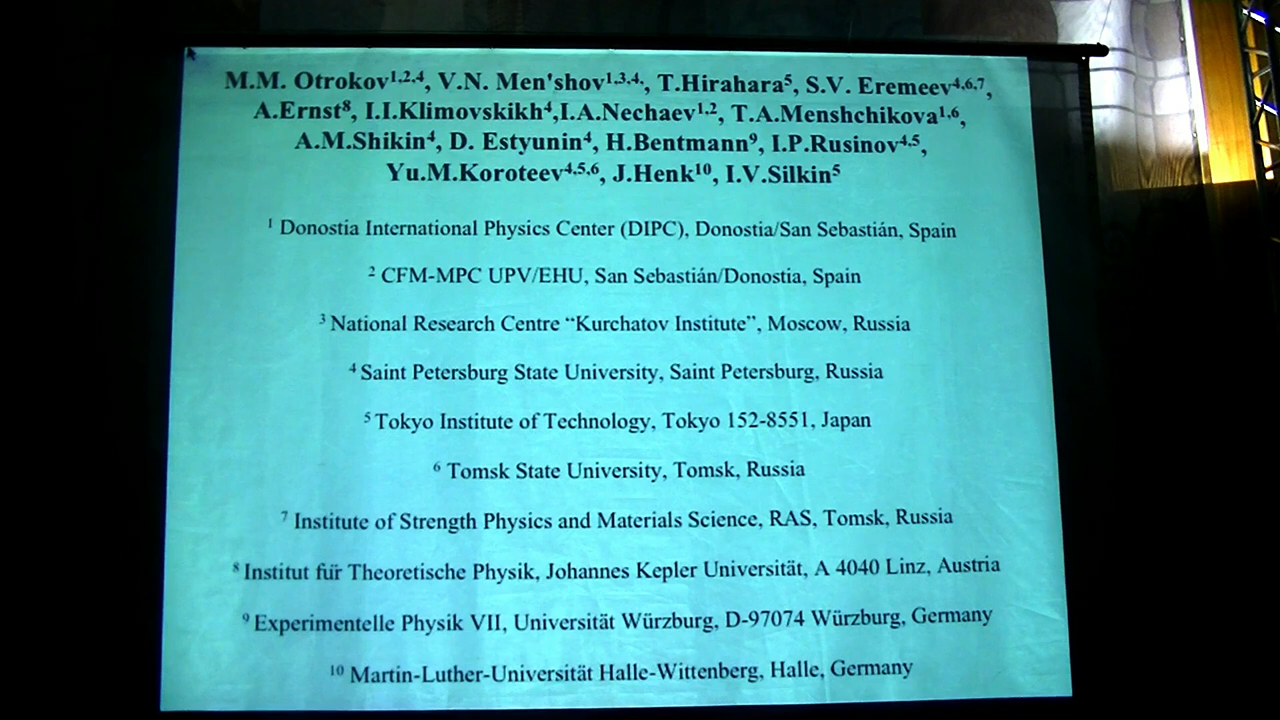 M.M. Otrokov1,2,4, V.N. Men'shov1,3,4, T.Hirahara5, S.V. Eremeev4,6,7,
A.Ernst8, I.I.Klimovskikh4,I.A.Nechaev1,2, T.A.Menshchikova1,6,
A.M.Shikin4, D. Estyunin4, H.Bentmann9, I.P.Rusinov4,5,
Yu.M.Koroteev4,5,6, J.Henk10, I.V.Silkin5
1 Donostia International Physics Center (DIPC), Donostia/San Sebastián, Spain
2 CFM-MPC UPV/EHU, San Sebastián/Donostia, Spain
3 National Research Centre “Kurchatov Institute”, Moscow, Russia
4 Saint Petersburg State University, Saint Petersburg, Russia
5 Tokyo Institute of Technology, Tokyo 152-8551, Japan
6 Tomsk State University, Tomsk, Russia
7 Institute of Strength Physics and Materials Science, RAS, Tomsk, Russia
8 Institut für Theoretische Physik, Johannes Kepler Universität, A 4040 Linz, Austria
9 Experimentelle Physik VII, Universität Würzburg, D-97074 Würzburg, Germany
10 Martin-Luther-Universität Halle-Wittenberg, Halle, Germany